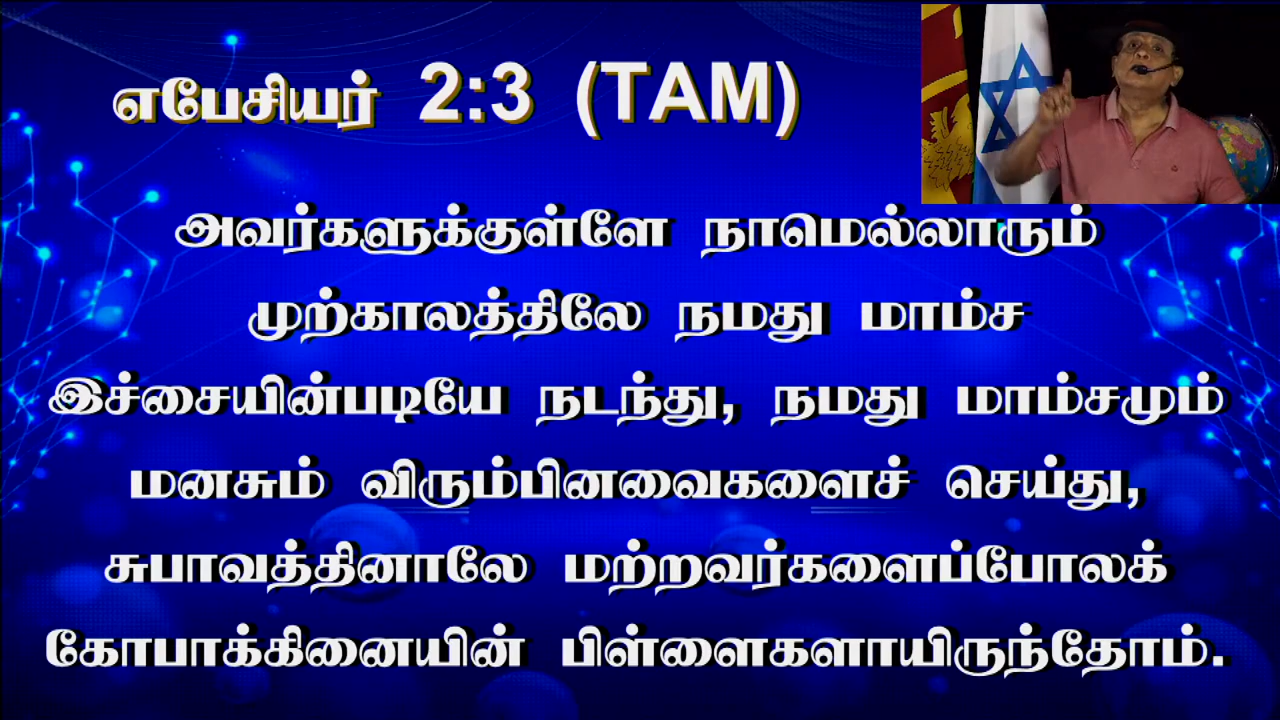 எபேசியர் 2:3 (TAM)
அவர்களுக்குள்ளே நாமெல்லாரும்
முற்காலத்திலே நமது மாம்ச
இச்சையின்படியே நடந்து, நமது மாம்சமும்
மனசும் விரும்பினவைகளைச் செய்து,
சுபாவத்தினாலே மற்றவர்களைப்போலக்
கோபாக்கினையின் பிள்ளைகளாயிருந்தோம்.